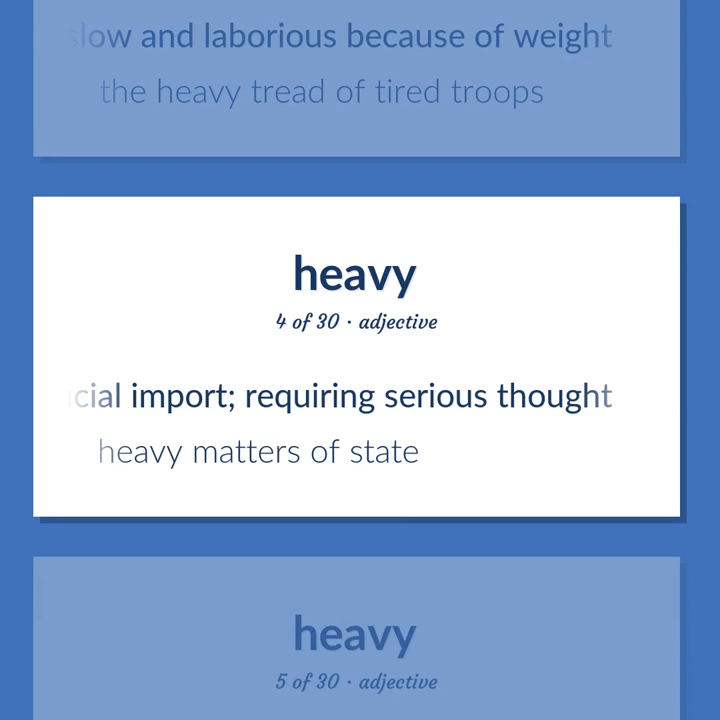 slow and laborious because of weight
the heavy tread of tired troops
heavy
4 of 30 · adjective
import; requiring serious thought
heavy matters of state
heavy
5 of 30 · adjective